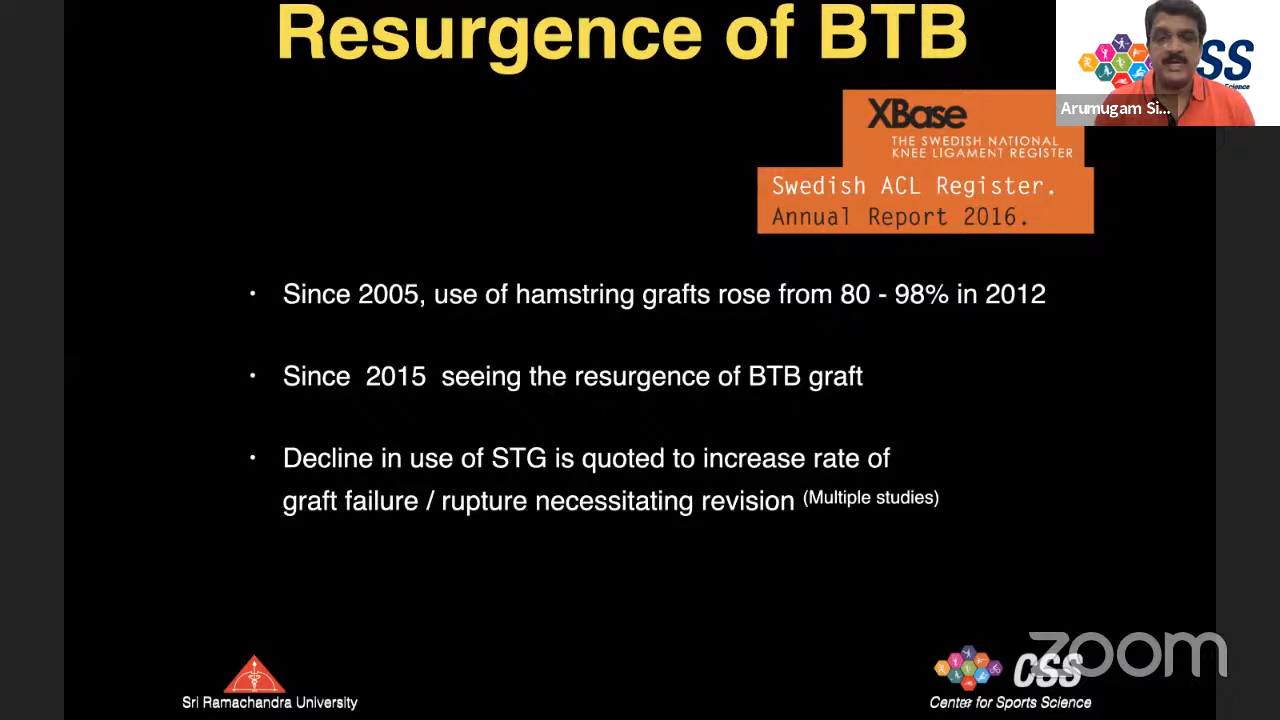 Resurgence of BTB
CSS
Arumugam Si...
XBase
THE SWEDISH NATIONAL
KNEE LIGAMENT REGISTER
Swedish ACL Register.
Annual Report 2016.
· Since 2005, use of hamstring grafts rose from 80 - 98% in 2012
· Since 2015 seeing the resurgence of BTB graft
· Decline in use of STG is quoted to increase rate of
graft failure / rupture necessitating revision (Multiple studies)
Sri Ramachandra University
CSS
Center for Sports Science
zoom